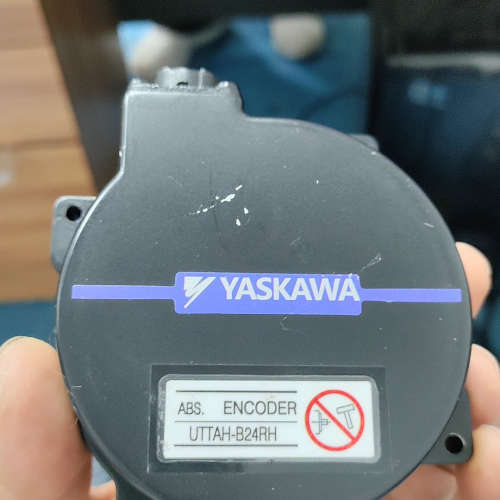 YASKAWA
ABS. ENCODER
UTTAH-B24RH